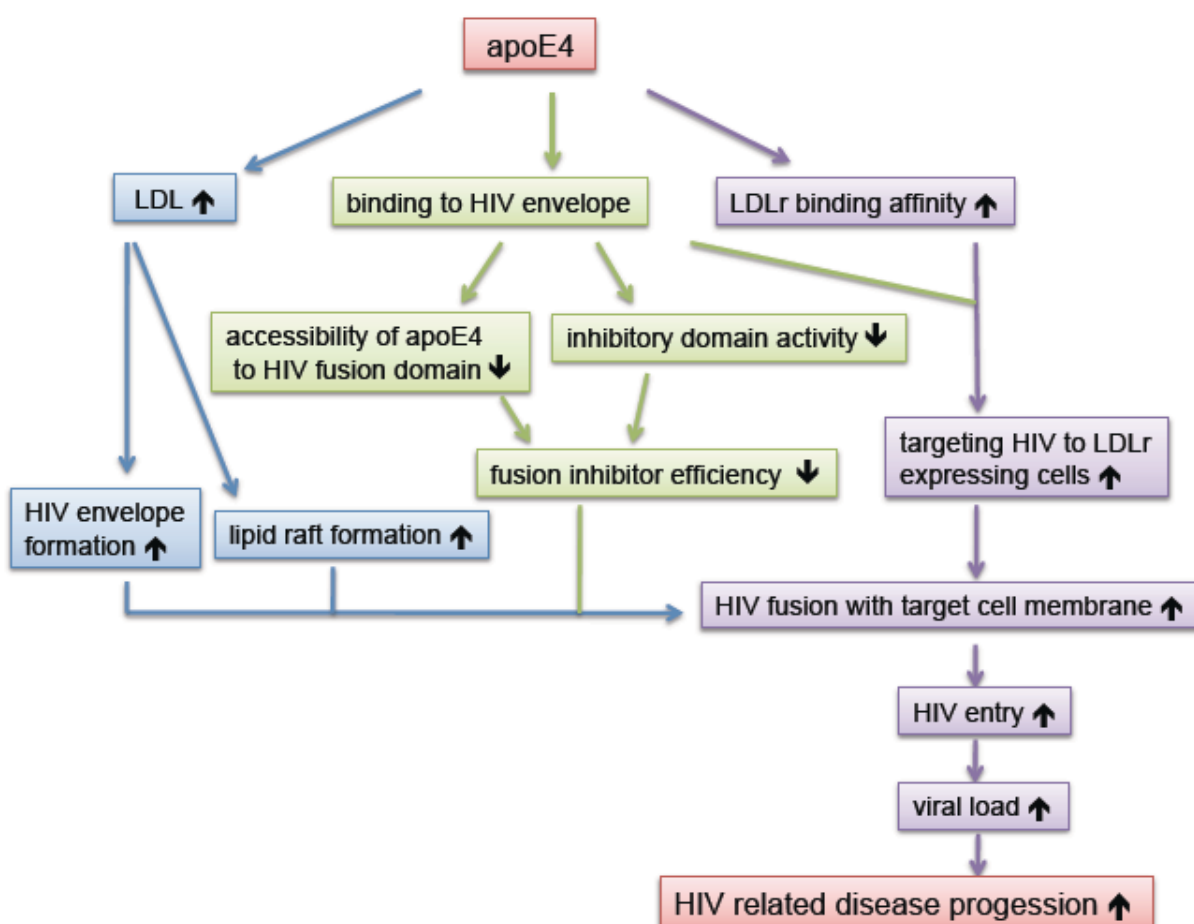 apoE4
LDL ↑
binding to HIV envelope
LDLr binding affinity ↑
accessibility of apoE4
to HIV fusion domain ↓
inhibitory domain activity ↓
targeting HIV to LDLr
expressing cells ↑
fusion inhibitor efficiency ↓
HIV envelope
formation ↑
lipid raft formation ↑
HIV fusion with target cell membrane ↑
HIV entry ↑
viral load ↑
HIV related disease progession ↑